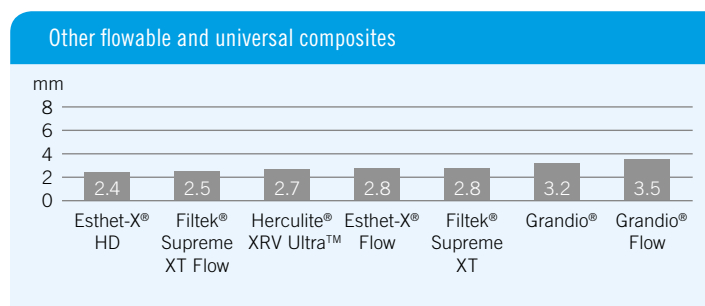 Other flowable and universal composites
mm
8
6
4
2
0
2.4 2.5 2.7 2.8 2.8 3.2 3.5
Esthet-X® Filtek® Herculite® Esthet-X® Filtek® Grandio® Grandio®
HD Supreme XRV Ultra™ Flow Supreme Flow
XT Flow XT